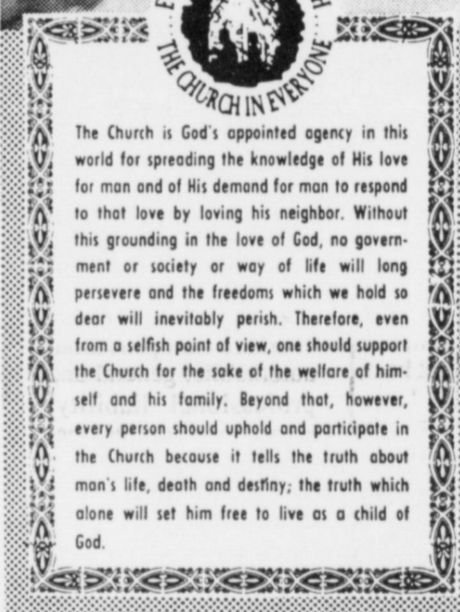 THE CHURCH IN EVERYONE
The Church is God's appointed agency in this
world for spreading the knowledge of His love
for man and of His demand for man to respond
to that love by loving his neighbor. Without
this grounding in the love of God, no govern-
ment or society or way of life will long
persevere and the freedoms which we hold so
dear will inevitably perish. Therefore, even
from a selfish point of view, one should support
the Church for the sake of the welfare of him-
self and his family. Beyond that, however,
every person should uphold and participate in
the Church because it tells the truth about
man's life, death and destiny; the truth which
alone will set him free to live as a child of
God.